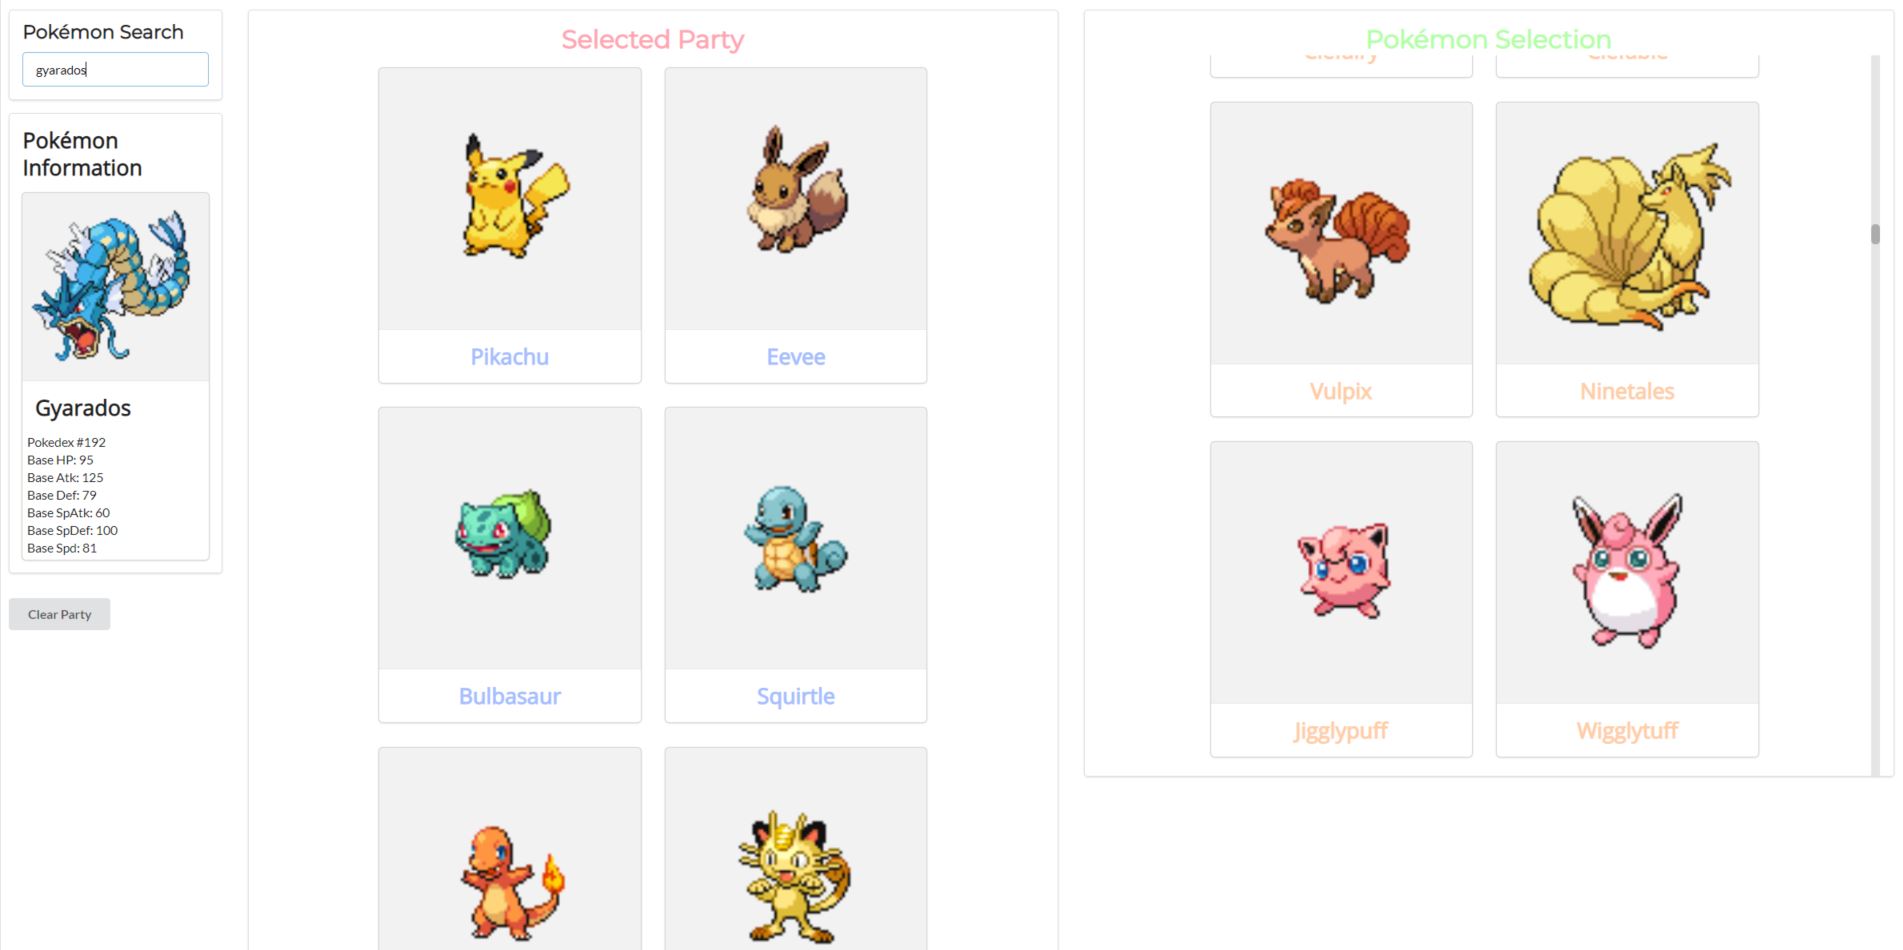 Pokémon Search
gyarados
Pokémon
Information
Gyarados
Pokedex #192
Base HP: 95
Base Atk: 125
Base Def: 79
Base SpAtk: 60
Base SpDef: 100
Base Spd: 81
Clear Party
Selected Party
Pikachu
Eevee
Bulbasaur
Squirtle
Pokémon Selection
Clefairy
Clefable
Vulpix
Ninetales
Jigglypuff
Wigglytuff